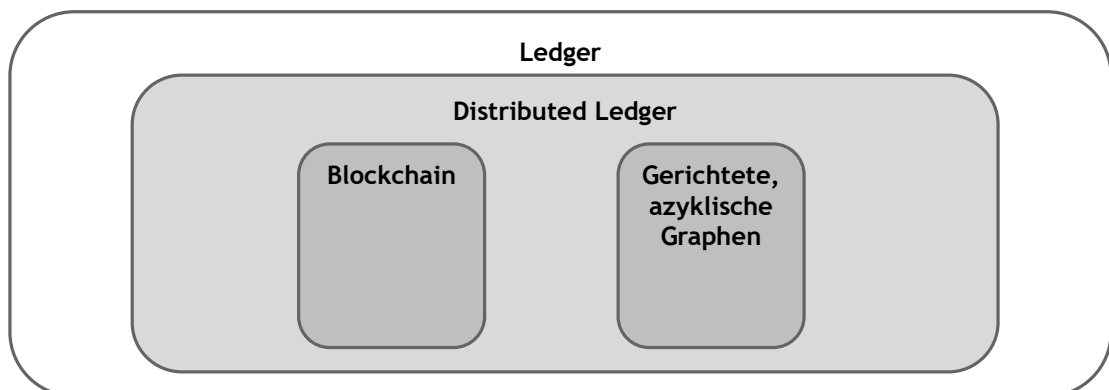 Ledger
Distributed Ledger
Blockchain
Gerichtete,
azyklische
Graphen